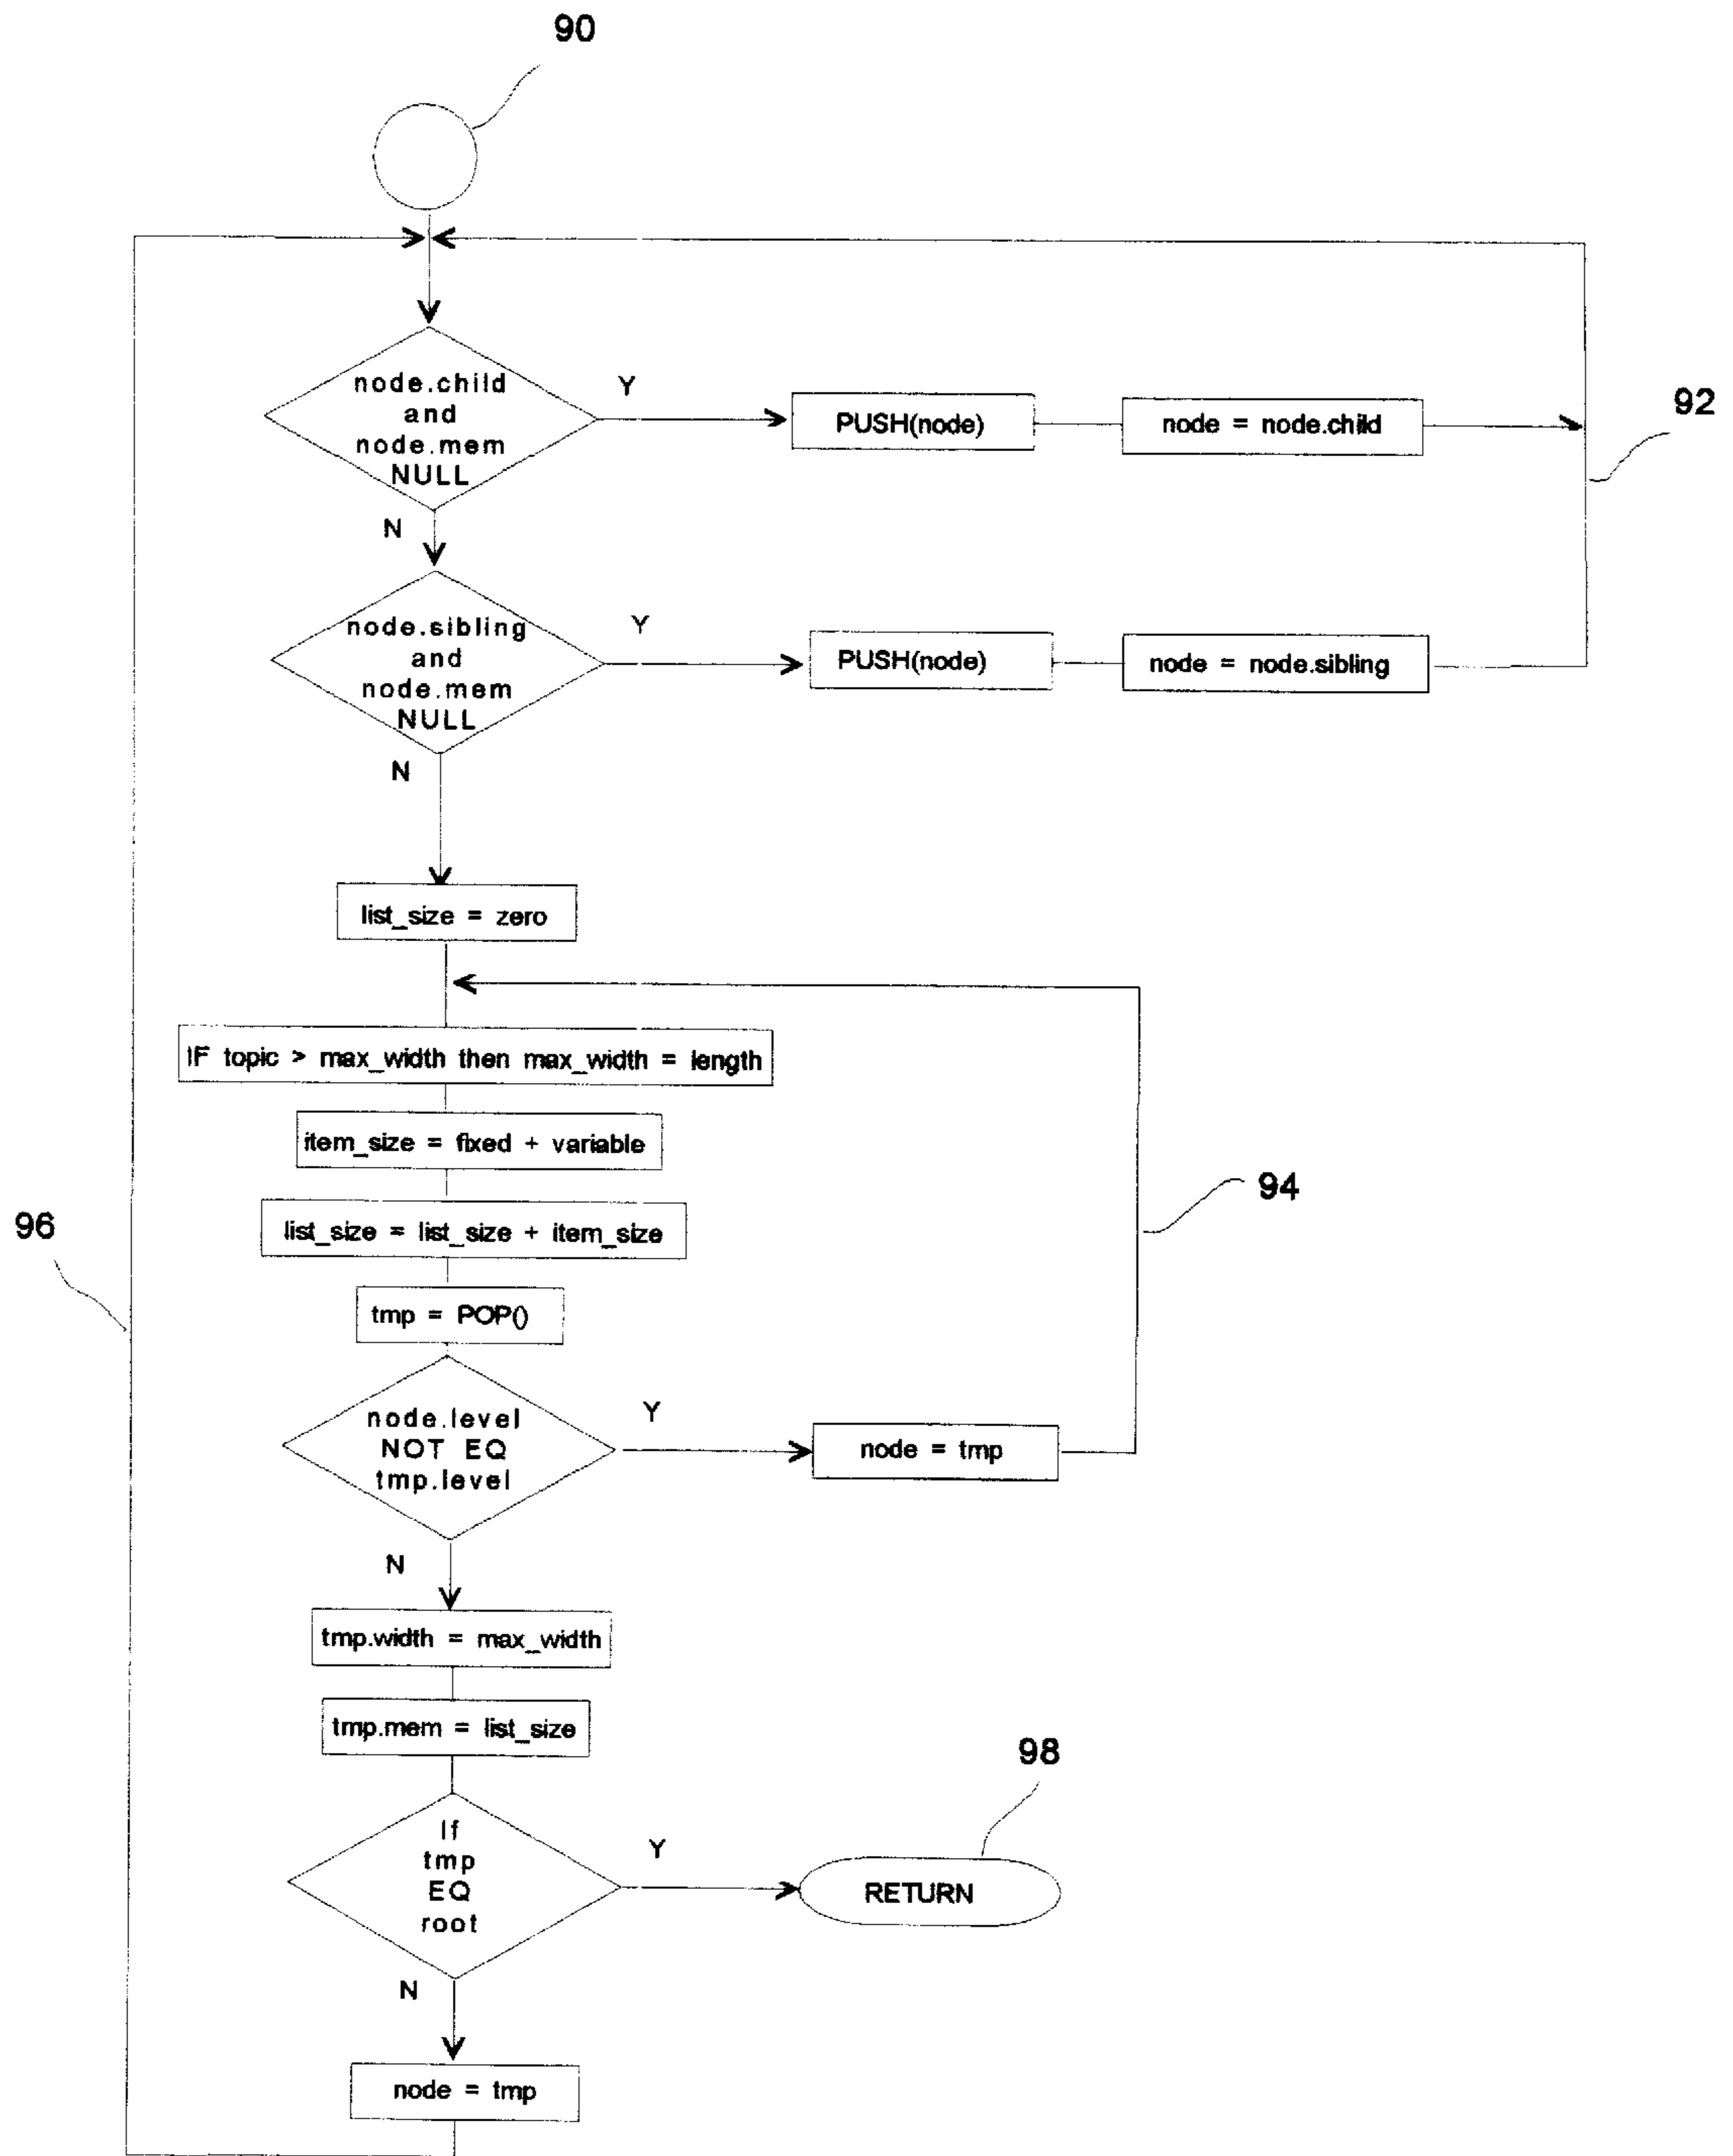 90
node.child
and
node.mem
NULL
Y
PUSH(node)
node = node.child
92
N
node.sibling
and
node.mem
NULL
Y
PUSH(node)
node = node.sibling
N
list_size = zero
IF topic > max_width then max_width = length
item_size = fixed + variable
94
list_size = list_size + item_size
96
tmp = POP()
node.level
NOT EQ
tmp.level
Y
node = tmp
N
tmp.width = max_width
tmp.mem = list_size
98
If
tmp
EQ
root
Y
RETURN
N
node = tmp